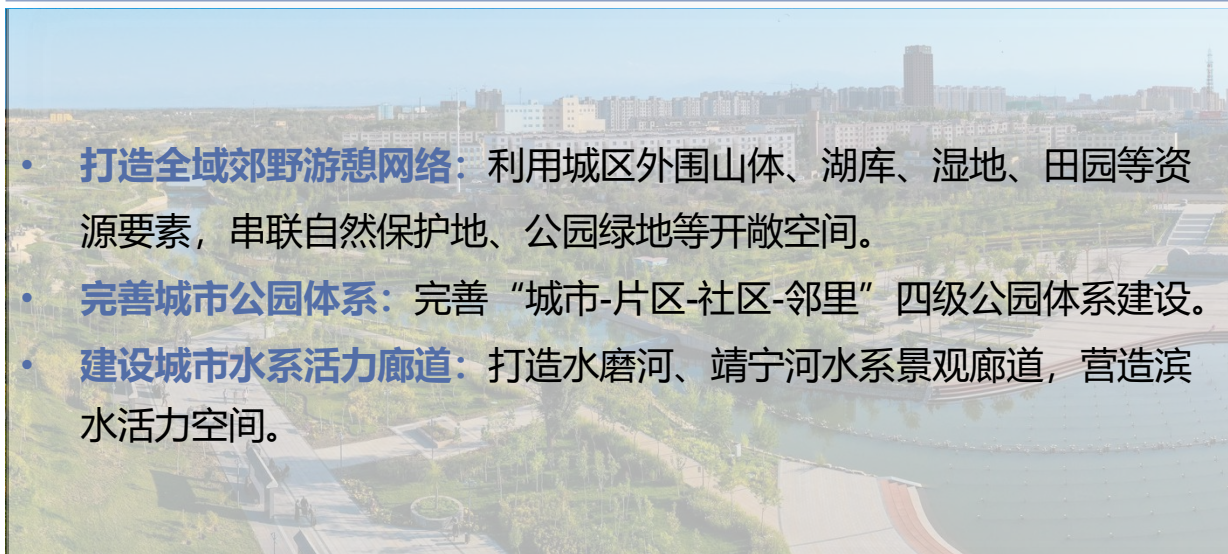 • 打造全域郊野游憩网络：利用城区外围山体、湖库、湿地、田园等资
源要素，串联自然保护地、公园绿地等开敞空间。
• 完善城市公园体系：完善“城市-片区-社区-邻里”四级公园体系建设。
• 建设城市水系活力廊道：打造水磨河、靖宁河水系景观廊道，营造滨
水活力空间。